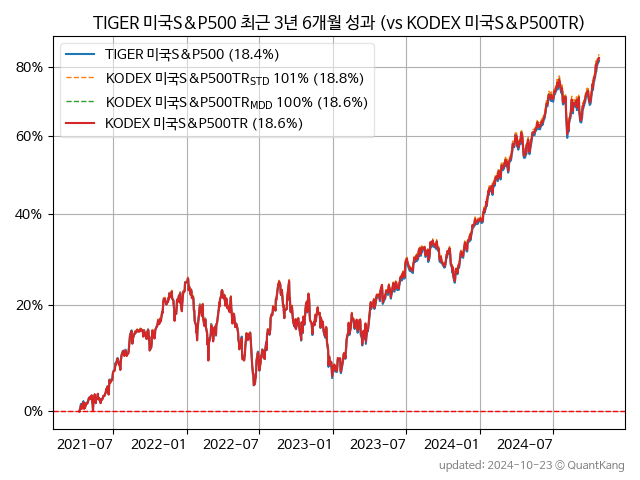 TIGER 미국S&P500 최근 3년 6개월 성과 (vs KODEX 미국S&P500TR)
TIGER 미국S&P500 (18.4%)
KODEX 미국S&P500TR_STD 101% (18.8%)
KODEX 미국S&P500TR_MDD 100% (18.6%)
KODEX 미국S&P500TR (18.6%)
80%
60%
40%
20%
0%
2021-07 2022-01 2022-07 2023-01 2023-07 2024-01 2024-07
updated: 2024-10-23 © QuantKang